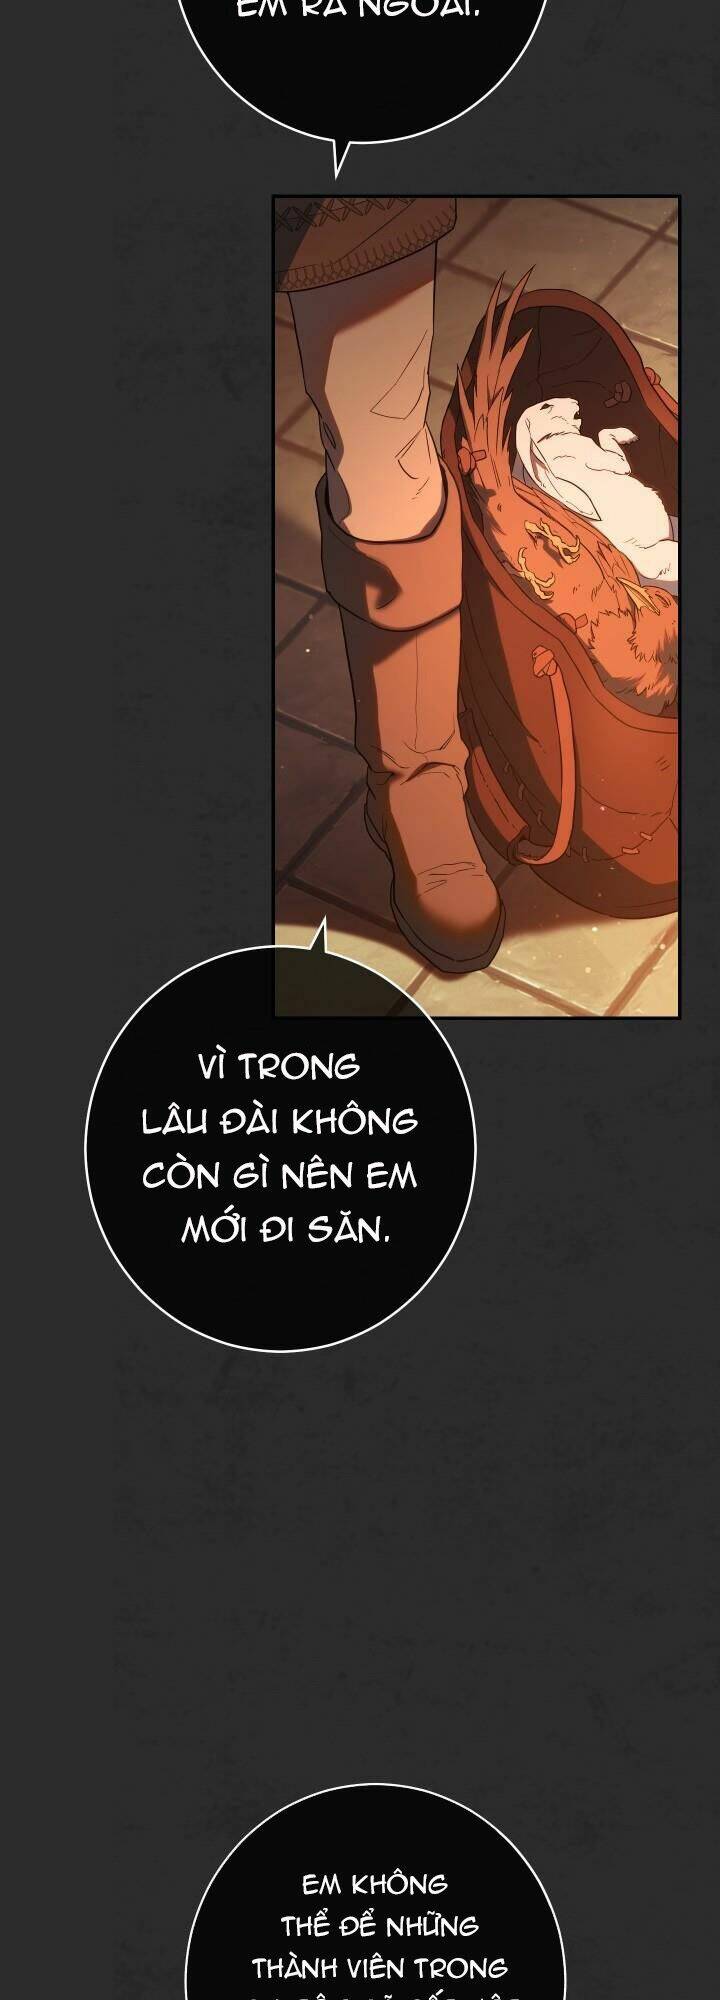 EM RA NGOÀI.
VÌ TRONG
LÂU ĐÀI KHÔNG
CÒN GÌ NÊN EM
MỚI ĐI SĂN.
EM KHÔNG
THỂ ĐỂ NHỮNG
THÀNH VIÊN TRONG